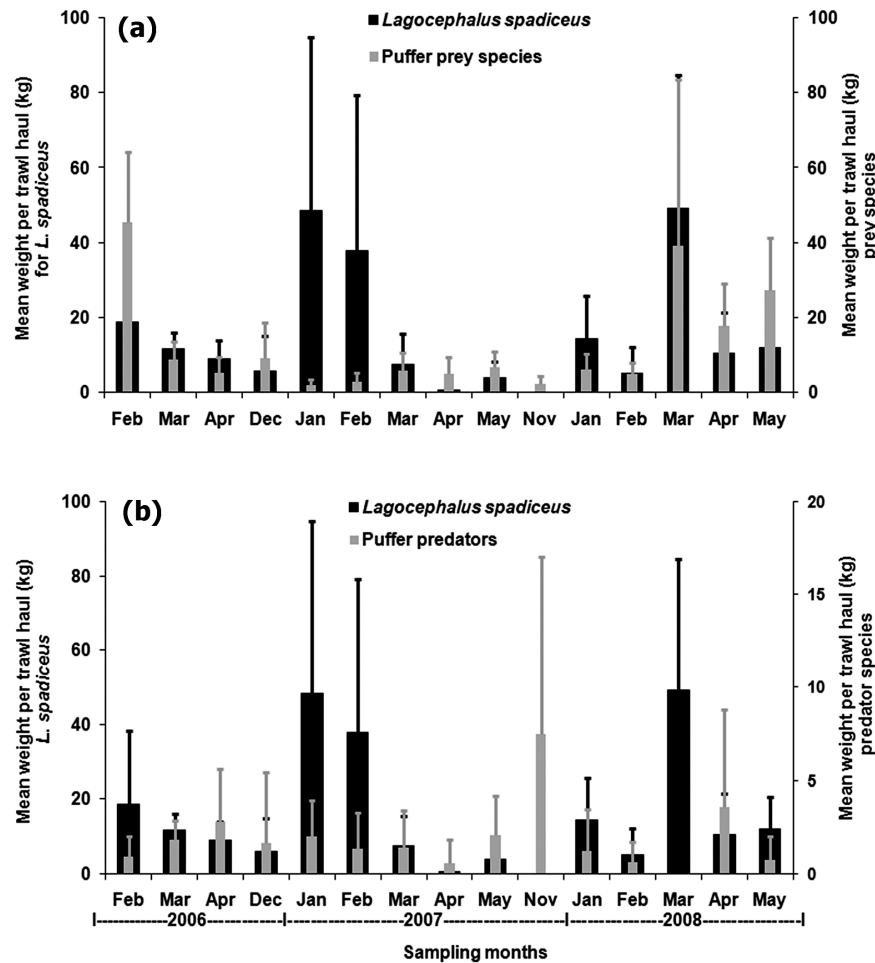 (a)
Lagocephalus spadiceus
Puffer prey species
Mean weight per trawl haul (kg)
for L. spadiceus
100
80
60
40
20
0
100
80
60
40
20
0
Mean weight per trawl haul (kg)
prey species
Feb Mar Apr Dec Jan Feb Mar Apr May Nov Jan Feb Mar Apr May
(b)
Lagocephalus spadiceus
Puffer predators
Mean weight per trawl haul (kg)
L. spadiceus
100
80
60
40
20
0
20
15
10
5
0
Mean weight per trawl haul (kg)
predator species
Feb Mar Apr Dec Jan Feb Mar Apr May Nov Jan Feb Mar Apr May
I--------------2006--------------I--------------------2007--------------------I----------------2008----------------I
Sampling months